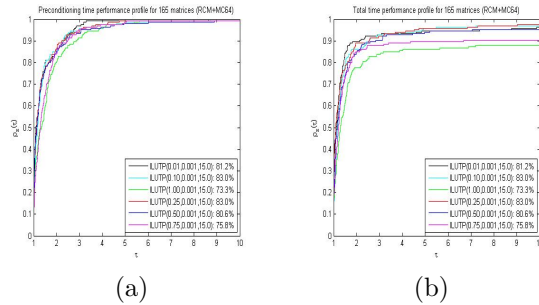 Preconditioning time performance profile for 165 matrices (RCM+MC64)
1
0.9
0.8
0.7
0.6
0.5
0.4
0.3
0.2
0.1
0
ρs(τ)
ILUTP(0.01,0.001,15.0): 81.2%
ILUTP(0.10,0.001,15.0): 83.0%
ILUTP(1.00,0.001,15.0): 73.3%
ILUTP(0.25,0.001,15.0): 83.0%
ILUTP(0.50,0.001,15.0): 80.6%
ILUTP(0.75,0.001,15.0): 75.8%
1 2 3 4 5 6 7 8 9 10
τ
(a)
Total time performance profile for 165 matrices (RCM+MC64)
1
0.9
0.8
0.7
0.6
0.5
0.4
0.3
0.2
0.1
0
ρs(τ)
ILUTP(0.01,0.001,15.0): 81.2%
ILUTP(0.10,0.001,15.0): 83.0%
ILUTP(1.00,0.001,15.0): 73.3%
ILUTP(0.25,0.001,15.0): 83.0%
ILUTP(0.50,0.001,15.0): 80.6%
ILUTP(0.75,0.001,15.0): 75.8%
1 2 3 4 5 6 7 8 9 10
τ
(b)